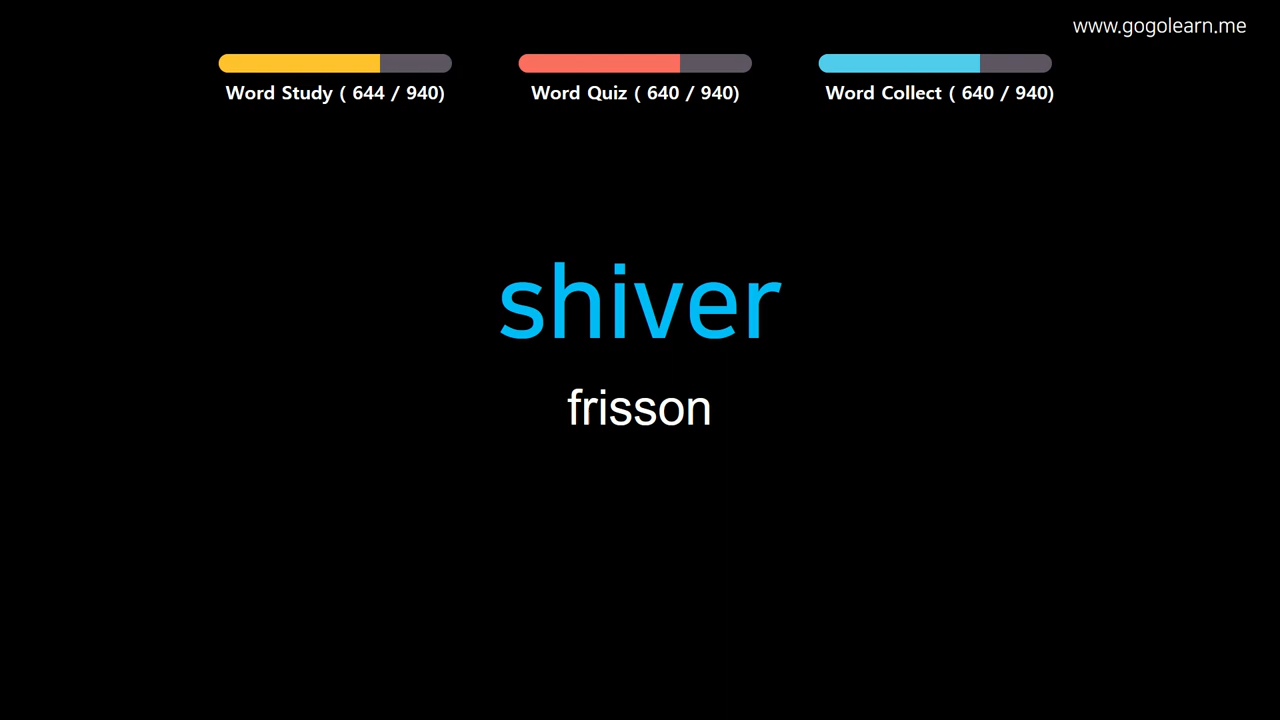 www.gogolearn.me
Word Study ( 644 / 940)
Word Quiz ( 640 / 940)
Word Collect ( 640 / 940)
shiver
frisson